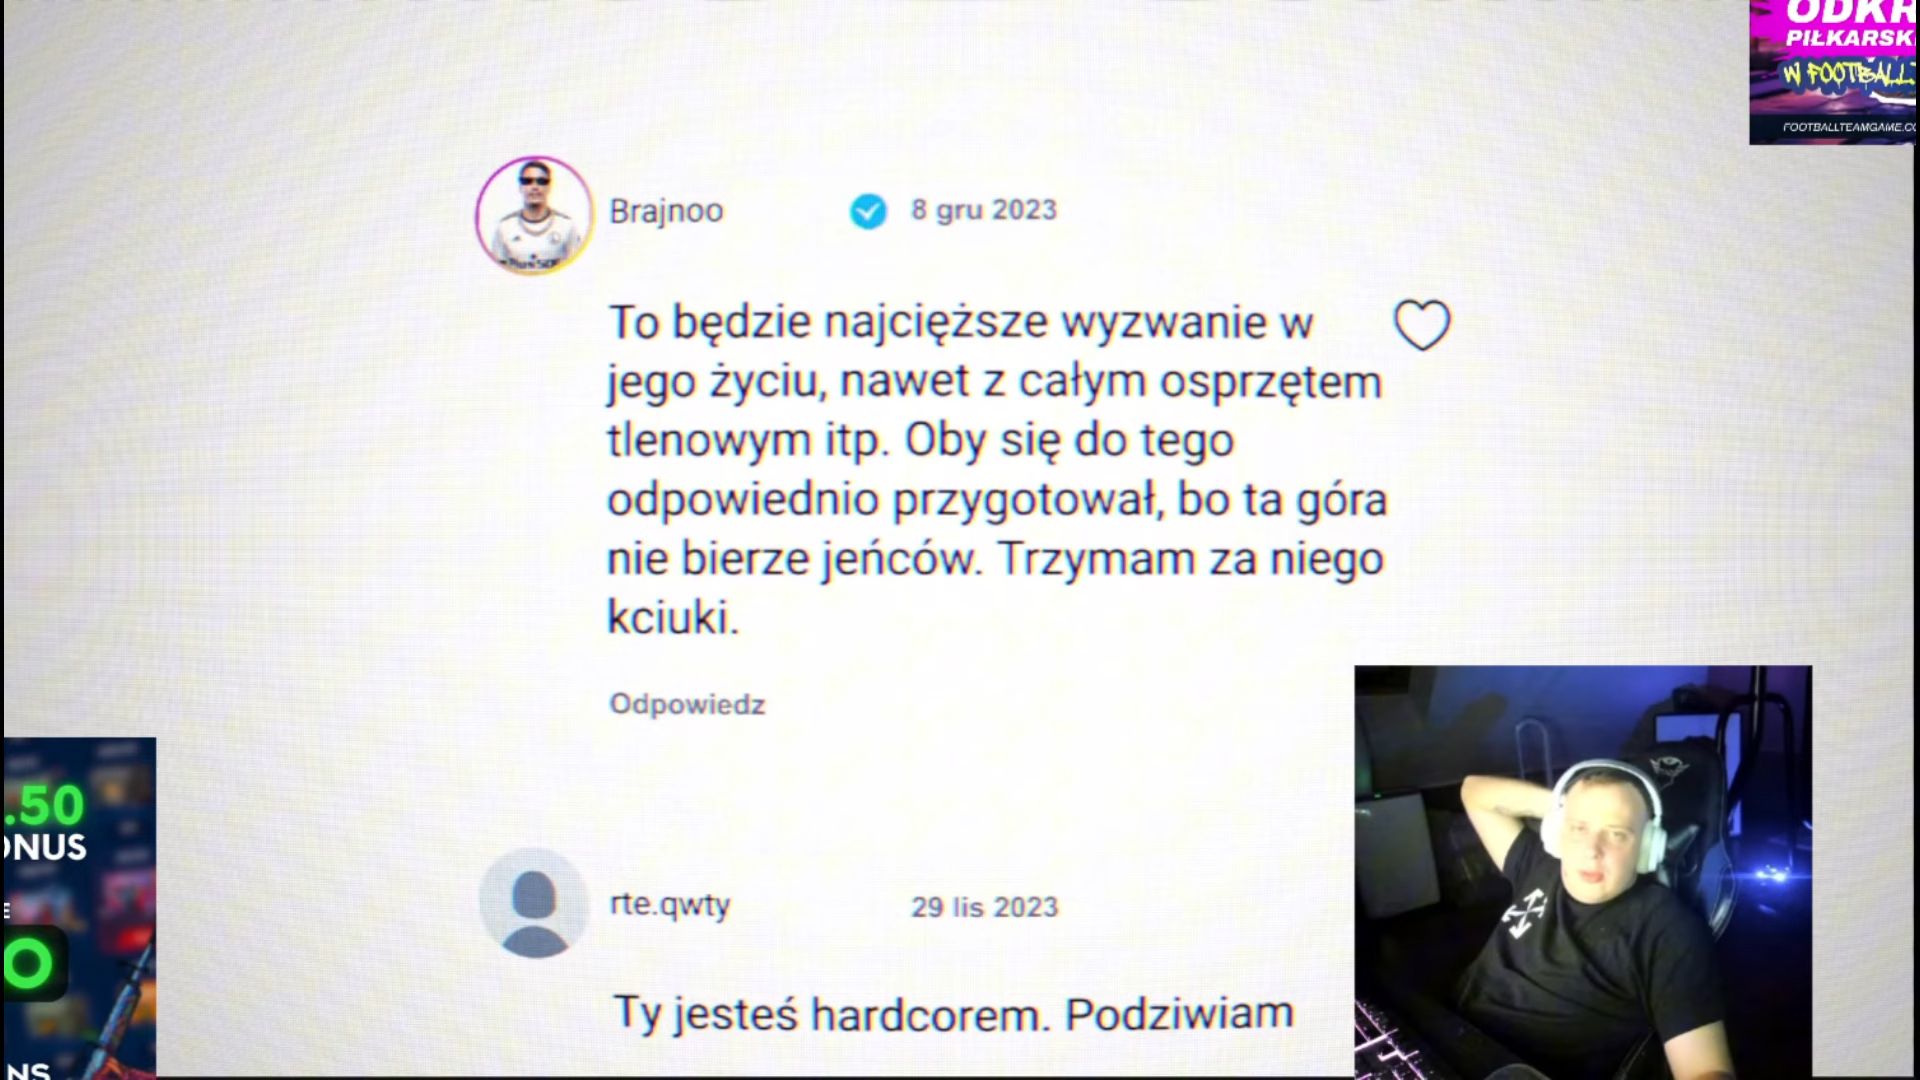 ODKR
PIŁKARSK
W FOOTBALL
FOOTBALLTEAMGAME.CO
Brajnoo
8 gru 2023
To będzie najcięższe wyzwanie w
jego życiu, nawet z całym osprzętem
tlenowym itp. Oby się do tego
odpowiednio przygotował, bo ta góra
nie bierze jeńców. Trzymam za niego
kciuki.
Odpowiedz
.50
ONUS
E
O
NS
rte.qwty
29 lis 2023
Ty jesteś hardcorem. Podziwiam